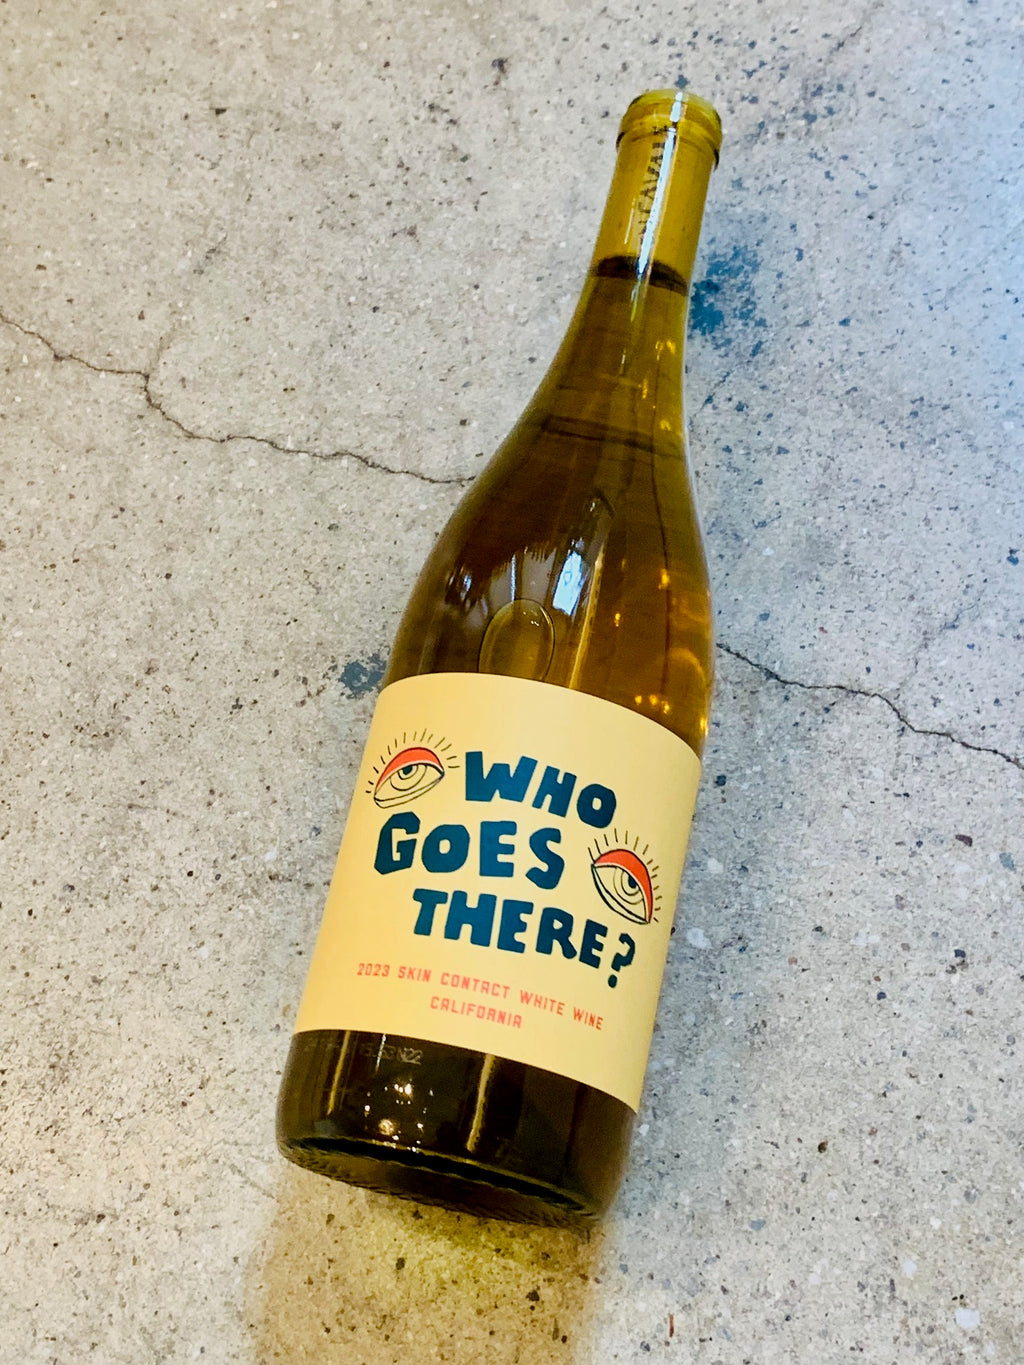 WHO
GOES
THERE?
2023 SKIN CONTACT WHITE WINE
CALIFORNIA